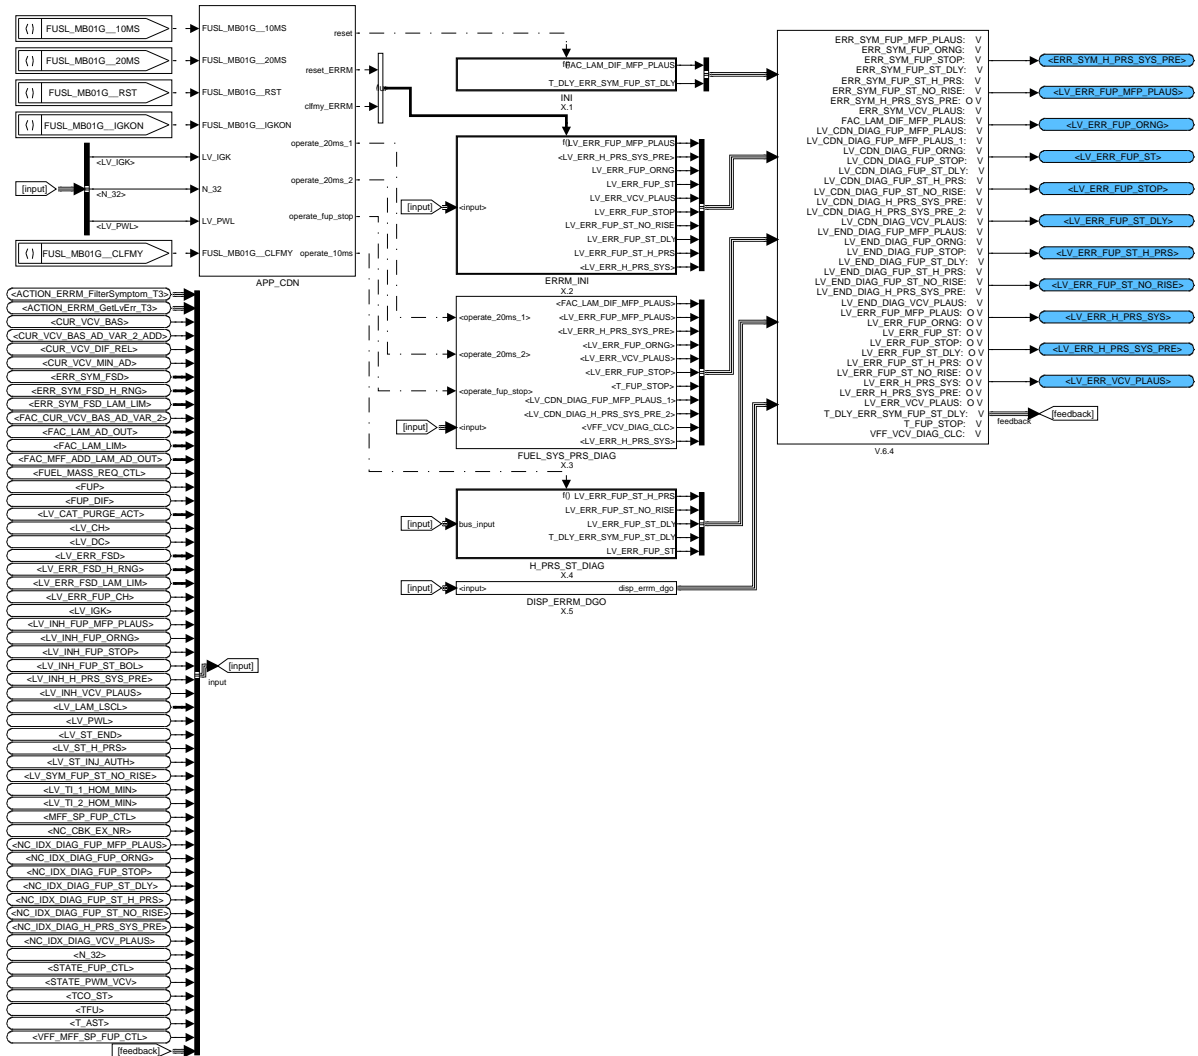 ( ) FUSL_MB01G__10MS
( ) FUSL_MB01G__20MS
( ) FUSL_MB01G__RST
( ) FUSL_MB01G__IGKON
[input]
<LV_IGK>
<N_32>
<LV_PWL>
( ) FUSL_MB01G__CLFMY
FUSL_MB01G__10MS
FUSL_MB01G__20MS
FUSL_MB01G__RST
FUSL_MB01G__IGKON
LV_IGK
N_32
LV_PWL
FUSL_MB01G__CLFMY
reset
reset_ERRM
clfmy_ERRM
operate_20ms_1
operate_20ms_2
operate_fup_stop
operate_10ms
APP_CDN
f()
FAC_LAM_DIF_MFP_PLAUS
T_DLY_ERR_SYM_FUP_ST_DLY
INI
X.1
[input]
<input>
f()
LV_ERR_FUP_MFP_PLAUS
<LV_ERR_H_PRS_SYS_PRE>
LV_ERR_FUP_ORNG
LV_ERR_FUP_ST
LV_ERR_VCV_PLAUS
LV_ERR_FUP_STOP
LV_ERR_FUP_ST_NO_RISE
LV_ERR_FUP_ST_DLY
LV_ERR_FUP_ST_H_PRS
<LV_ERR_H_PRS_SYS>
ERRM_INI
X.2
<operate_20ms_1>
<operate_20ms_2>
<operate_fup_stop>
[input]
<input>
<FAC_LAM_DIF_MFP_PLAUS>
<LV_ERR_FUP_MFP_PLAUS>
<LV_ERR_H_PRS_SYS_PRE>
<LV_ERR_FUP_ORNG>
<LV_ERR_VCV_PLAUS>
<LV_ERR_FUP_STOP>
<T_FUP_STOP>
<LV_CDN_DIAG_FUP_MFP_PLAUS_1>
<LV_CDN_DIAG_H_PRS_SYS_PRE_2>
<VFF_VCV_DIAG_CLC>
<LV_ERR_H_PRS_SYS>
FUEL_SYS_PRS_DIAG
X.3
[input]
bus_input
f()
LV_ERR_FUP_ST_H_PRS
LV_ERR_FUP_ST_NO_RISE
LV_ERR_FUP_ST_DLY
T_DLY_ERR_SYM_FUP_ST_DLY
LV_ERR_FUP_ST
H_PRS_ST_DIAG
X.4
[input]
<input>
disp_errm_dgo
DISP_ERRM_DGO
X.5
ERR_SYM_FUP_MFP_PLAUS: V
ERR_SYM_FUP_ORNG: V
ERR_SYM_FUP_STOP: V
ERR_SYM_FUP_ST_DLY: V
ERR_SYM_FUP_ST_H_PRS: V
ERR_SYM_FUP_ST_NO_RISE: V
ERR_SYM_H_PRS_SYS_PRE: O V
ERR_SYM_VCV_PLAUS: V
FAC_LAM_DIF_MFP_PLAUS: V
LV_CDN_DIAG_FUP_MFP_PLAUS: V
LV_CDN_DIAG_FUP_MFP_PLAUS_1: V
LV_CDN_DIAG_FUP_ORNG: V
LV_CDN_DIAG_FUP_STOP: V
LV_CDN_DIAG_FUP_ST_DLY: V
LV_CDN_DIAG_FUP_ST_H_PRS: V
LV_CDN_DIAG_FUP_ST_NO_RISE: V
LV_CDN_DIAG_H_PRS_SYS_PRE: V
LV_CDN_DIAG_H_PRS_SYS_PRE_2: V
LV_CDN_DIAG_VCV_PLAUS: V
LV_END_DIAG_FUP_MFP_PLAUS: V
LV_END_DIAG_FUP_ORNG: V
LV_END_DIAG_FUP_STOP: V
LV_END_DIAG_FUP_ST_DLY: V
LV_END_DIAG_FUP_ST_H_PRS: V
LV_END_DIAG_FUP_ST_NO_RISE: V
LV_END_DIAG_H_PRS_SYS_PRE: V
LV_END_DIAG_VCV_PLAUS: V
LV_ERR_FUP_MFP_PLAUS: O V
LV_ERR_FUP_ORNG: O V
LV_ERR_FUP_ST: O V
LV_ERR_FUP_STOP: O V
LV_ERR_FUP_ST_DLY: O V
LV_ERR_FUP_ST_H_PRS: O V
LV_ERR_FUP_ST_NO_RISE: O V
LV_ERR_H_PRS_SYS: O V
LV_ERR_H_PRS_SYS_PRE: O V
LV_ERR_VCV_PLAUS: O V
T_DLY_ERR_SYM_FUP_ST_DLY: V
T_FUP_STOP: V
VFF_VCV_DIAG_CLC: V
V.6.4
<ERR_SYM_H_PRS_SYS_PRE>
<LV_ERR_FUP_MFP_PLAUS>
<LV_ERR_FUP_ORNG>
<LV_ERR_FUP_ST>
<LV_ERR_FUP_STOP>
<LV_ERR_FUP_ST_DLY>
<LV_ERR_FUP_ST_H_PRS>
<LV_ERR_FUP_ST_NO_RISE>
<LV_ERR_H_PRS_SYS>
<LV_ERR_H_PRS_SYS_PRE>
<LV_ERR_VCV_PLAUS>
feedback
[feedback]
<ACTION_ERRM_FilterSymptom_T3>
<ACTION_ERRM_GetLvErr_T3>
<CUR_VCV_BAS>
<CUR_VCV_BAS_AD_VAR_2_ADD>
<CUR_VCV_DIF_REL>
<CUR_VCV_MIN_AD>
<ERR_SYM_FSD>
<ERR_SYM_FSD_H_RNG>
<ERR_SYM_FSD_LAM_LIM>
<FAC_CUR_VCV_BAS_AD_VAR_2>
<FAC_LAM_AD_OUT>
<FAC_LAM_LIM>
<FAC_MFF_ADD_LAM_AD_OUT>
<FUEL_MASS_REQ_CTL>
<FUP>
<FUP_DIF>
<LV_CAT_PURGE_ACT>
<LV_CH>
<LV_DC>
<LV_ERR_FSD>
<LV_ERR_FSD_H_RNG>
<LV_ERR_FSD_LAM_LIM>
<LV_ERR_FUP_CH>
<LV_IGK>
<LV_INH_FUP_MFP_PLAUS>
<LV_INH_FUP_ORNG>
<LV_INH_FUP_STOP>
<LV_INH_FUP_ST_BOL>
<LV_INH_H_PRS_SYS_PRE>
<LV_INH_VCV_PLAUS>
<LV_LAM_LSCL>
<LV_PWL>
<LV_ST_END>
<LV_ST_H_PRS>
<LV_ST_INJ_AUTH>
<LV_SYM_FUP_ST_NO_RISE>
<LV_TI_1_HOM_MIN>
<LV_TI_2_HOM_MIN>
<MFF_SP_FUP_CTL>
<NC_CBK_EX_NR>
<NC_IDX_DIAG_FUP_MFP_PLAUS>
<NC_IDX_DIAG_FUP_ORNG>
<NC_IDX_DIAG_FUP_STOP>
<NC_IDX_DIAG_FUP_ST_DLY>
<NC_IDX_DIAG_FUP_ST_H_PRS>
<NC_IDX_DIAG_FUP_ST_NO_RISE>
<NC_IDX_DIAG_H_PRS_SYS_PRE>
<NC_IDX_DIAG_VCV_PLAUS>
<N_32>
<STATE_FUP_CTL>
<STATE_PWM_VCV>
<TCO_ST>
<TFU>
<T_AST>
<VFF_MFF_SP_FUP_CTL>
[feedback]
[input]
input